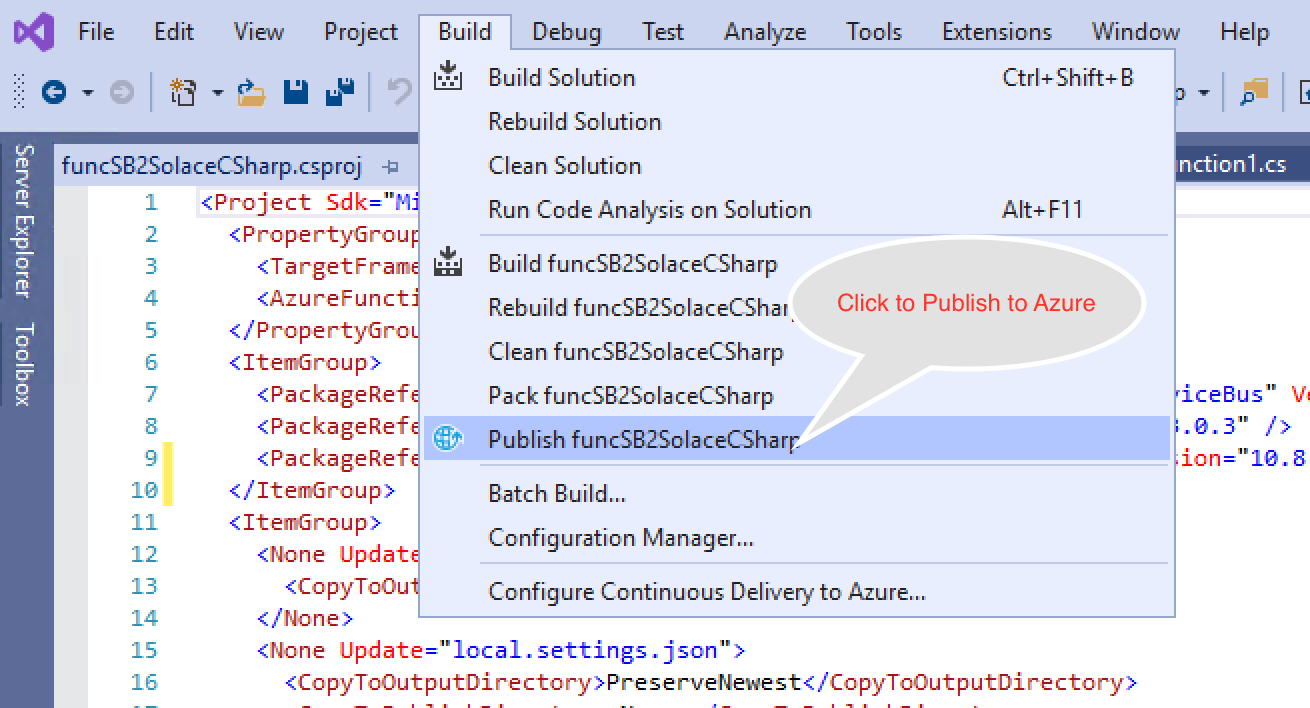 File Edit View Project Build Debug Test Analyze Tools Extensions Window Help
Build Solution Ctrl+Shift+B
Rebuild Solution
Clean Solution
Run Code Analysis on Solution Alt+F11
Build funcSB2SolaceCSharp
Rebuild funcSB2SolaceCShar
Clean funcSB2SolaceCSharp
Pack funcSB2SolaceCSharp
Publish funcSB2SolaceCSharp
Batch Build...
Configuration Manager...
Configure Continuous Delivery to Azure...
Click to Publish to Azure
Server Explorer
Toolbox
funcSB2SolaceCSharp.csproj
nction1.cs
1 <Project Sdk="Mi
2 <PropertyGroup
3 <TargetFrame
4 <AzureFuncti
5 </PropertyGrou
6 <ItemGroup>
7 <PackageRefe viceBus" Ve
8 <PackageRefe .0.3" />
9 <PackageRefe sion="10.8
10 </ItemGroup>
11 <ItemGroup>
12 <None Update
13 <CopyToOut
14 </None>
15 <None Update="local.settings.json">
16 <CopyToOutputDirectory>PreserveNewest</CopyToOutputDirectory>